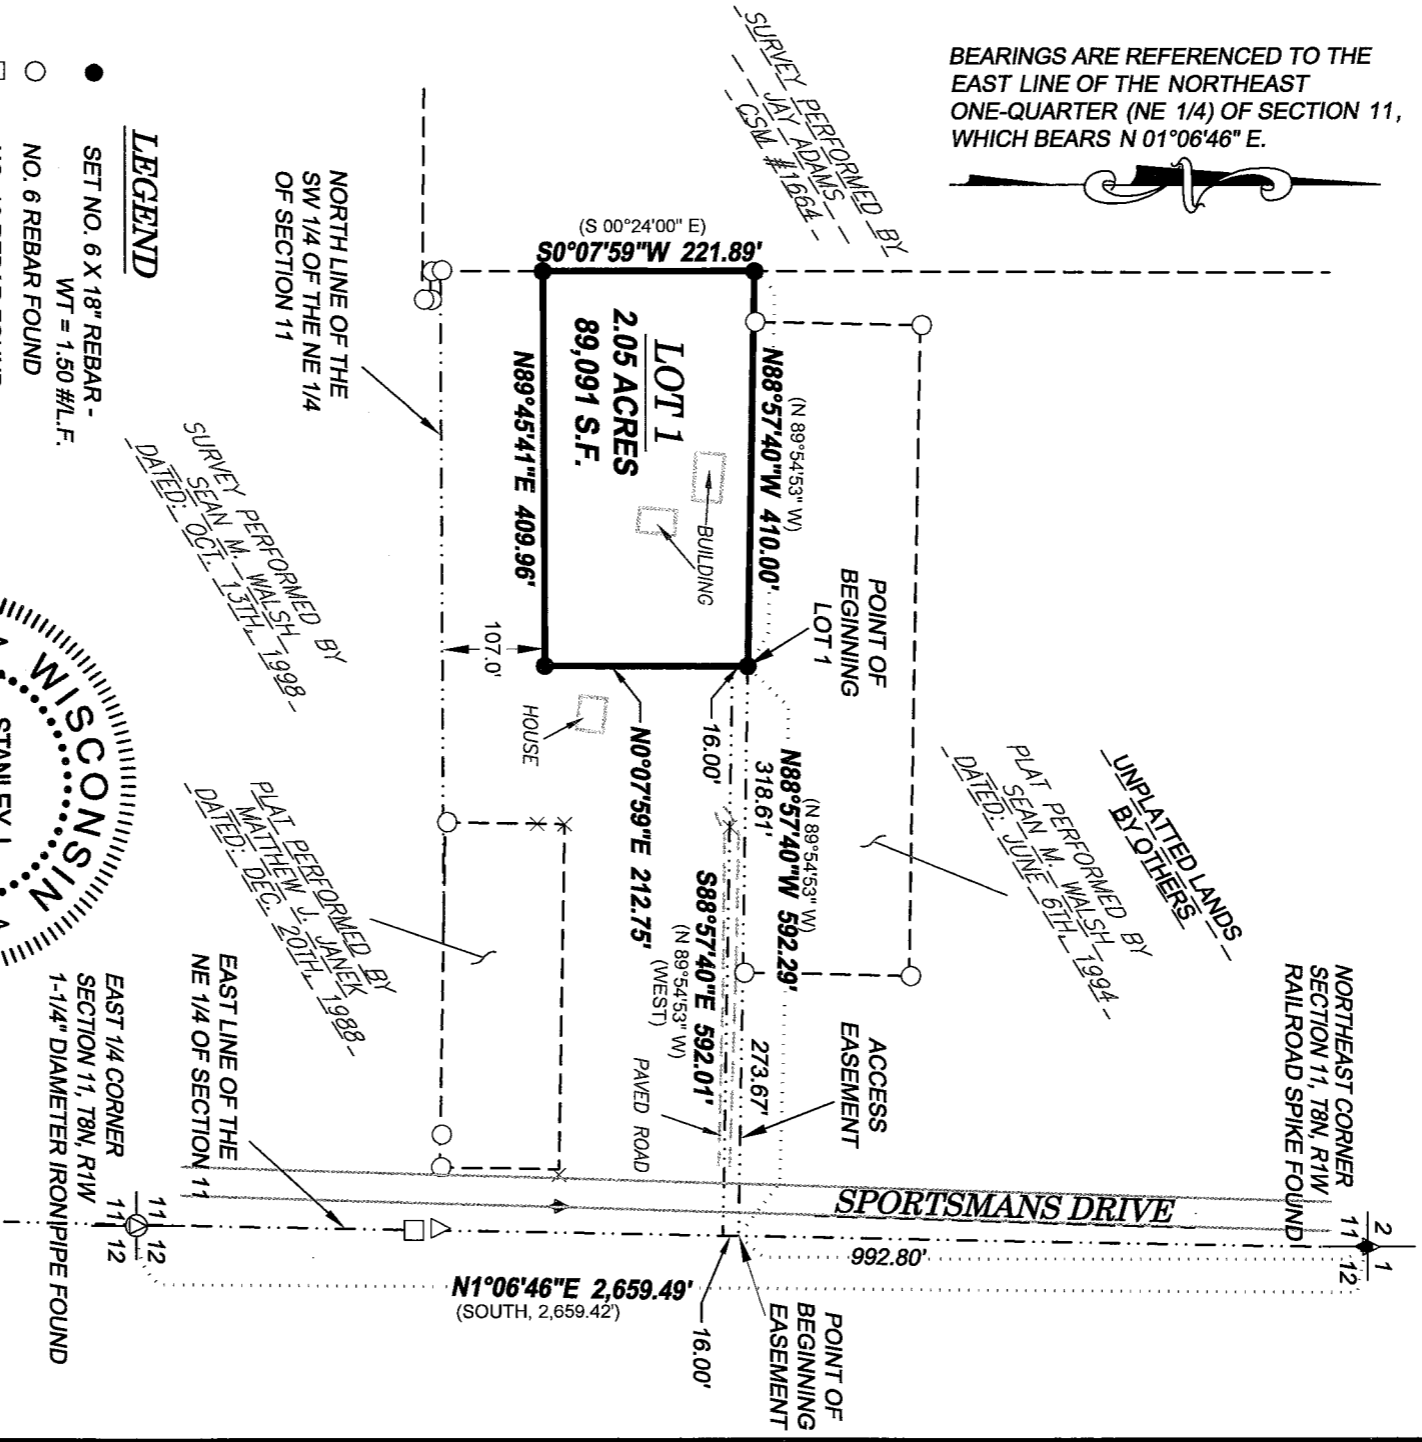 BEARINGS ARE REFERENCED TO THE
EAST LINE OF THE NORTHEAST
ONE-QUARTER (NE 1/4) OF SECTION 11,
WHICH BEARS N 01°06'46" E.
SURVEY PERFORMED BY
JAY ADAMS
CSM #1664
(S 00°24'00" E)
S0°07'59"W 221.89'
NORTH LINE OF THE
SW 1/4 OF THE NE 1/4
OF SECTION 11
LEGEND
SET NO. 6 X 18" REBAR -
WT = 1.50 #/L.F.
NO. 6 REBAR FOUND
LOT 1
2.05 ACRES
89,091 S.F.
BUILDING
(N 89°54'53" W)
N88°57'40"W 410.00'
N89°45'41"E 409.96'
POINT OF
BEGINNING
LOT 1
107.0'
SURVEY PERFORMED BY
SEAN M. WALSH
DATED: OCT. 13TH, 1998
HOUSE
N0°07'59"E 212.75'
16.00'
(N 89°54'53" W)
N88°57'40"W 592.29'
318.61'
273.67'
S88°57'40"E 592.01'
(N 89°54'53" W)
(WEST)
PAVED ROAD
ACCESS
EASEMENT
UNPLATTED LANDS
BY OTHERS
PLAT PERFORMED BY
SEAN M. WALSH
DATED: JUNE 6TH, 1994
PLAT PERFORMED BY
MATTHEW J. JANEK
DATED: DEC. 20TH, 1988
WISCONSIN
STANLEY
NORTHEAST CORNER
SECTION 11, T8N, R1W
RAILROAD SPIKE FOUND
2
1
11
12
EAST LINE OF THE
NE 1/4 OF SECTION 11
EAST 1/4 CORNER
SECTION 11, T8N, R1W
1-1/4" DIAMETER IRON PIPE FOUND
11
12
11
12
SPORTSMANS DRIVE
992.80'
N1°06'46"E 2,659.49'
(SOUTH, 2,659.42')
16.00'
POINT OF
BEGINNING
EASEMENT